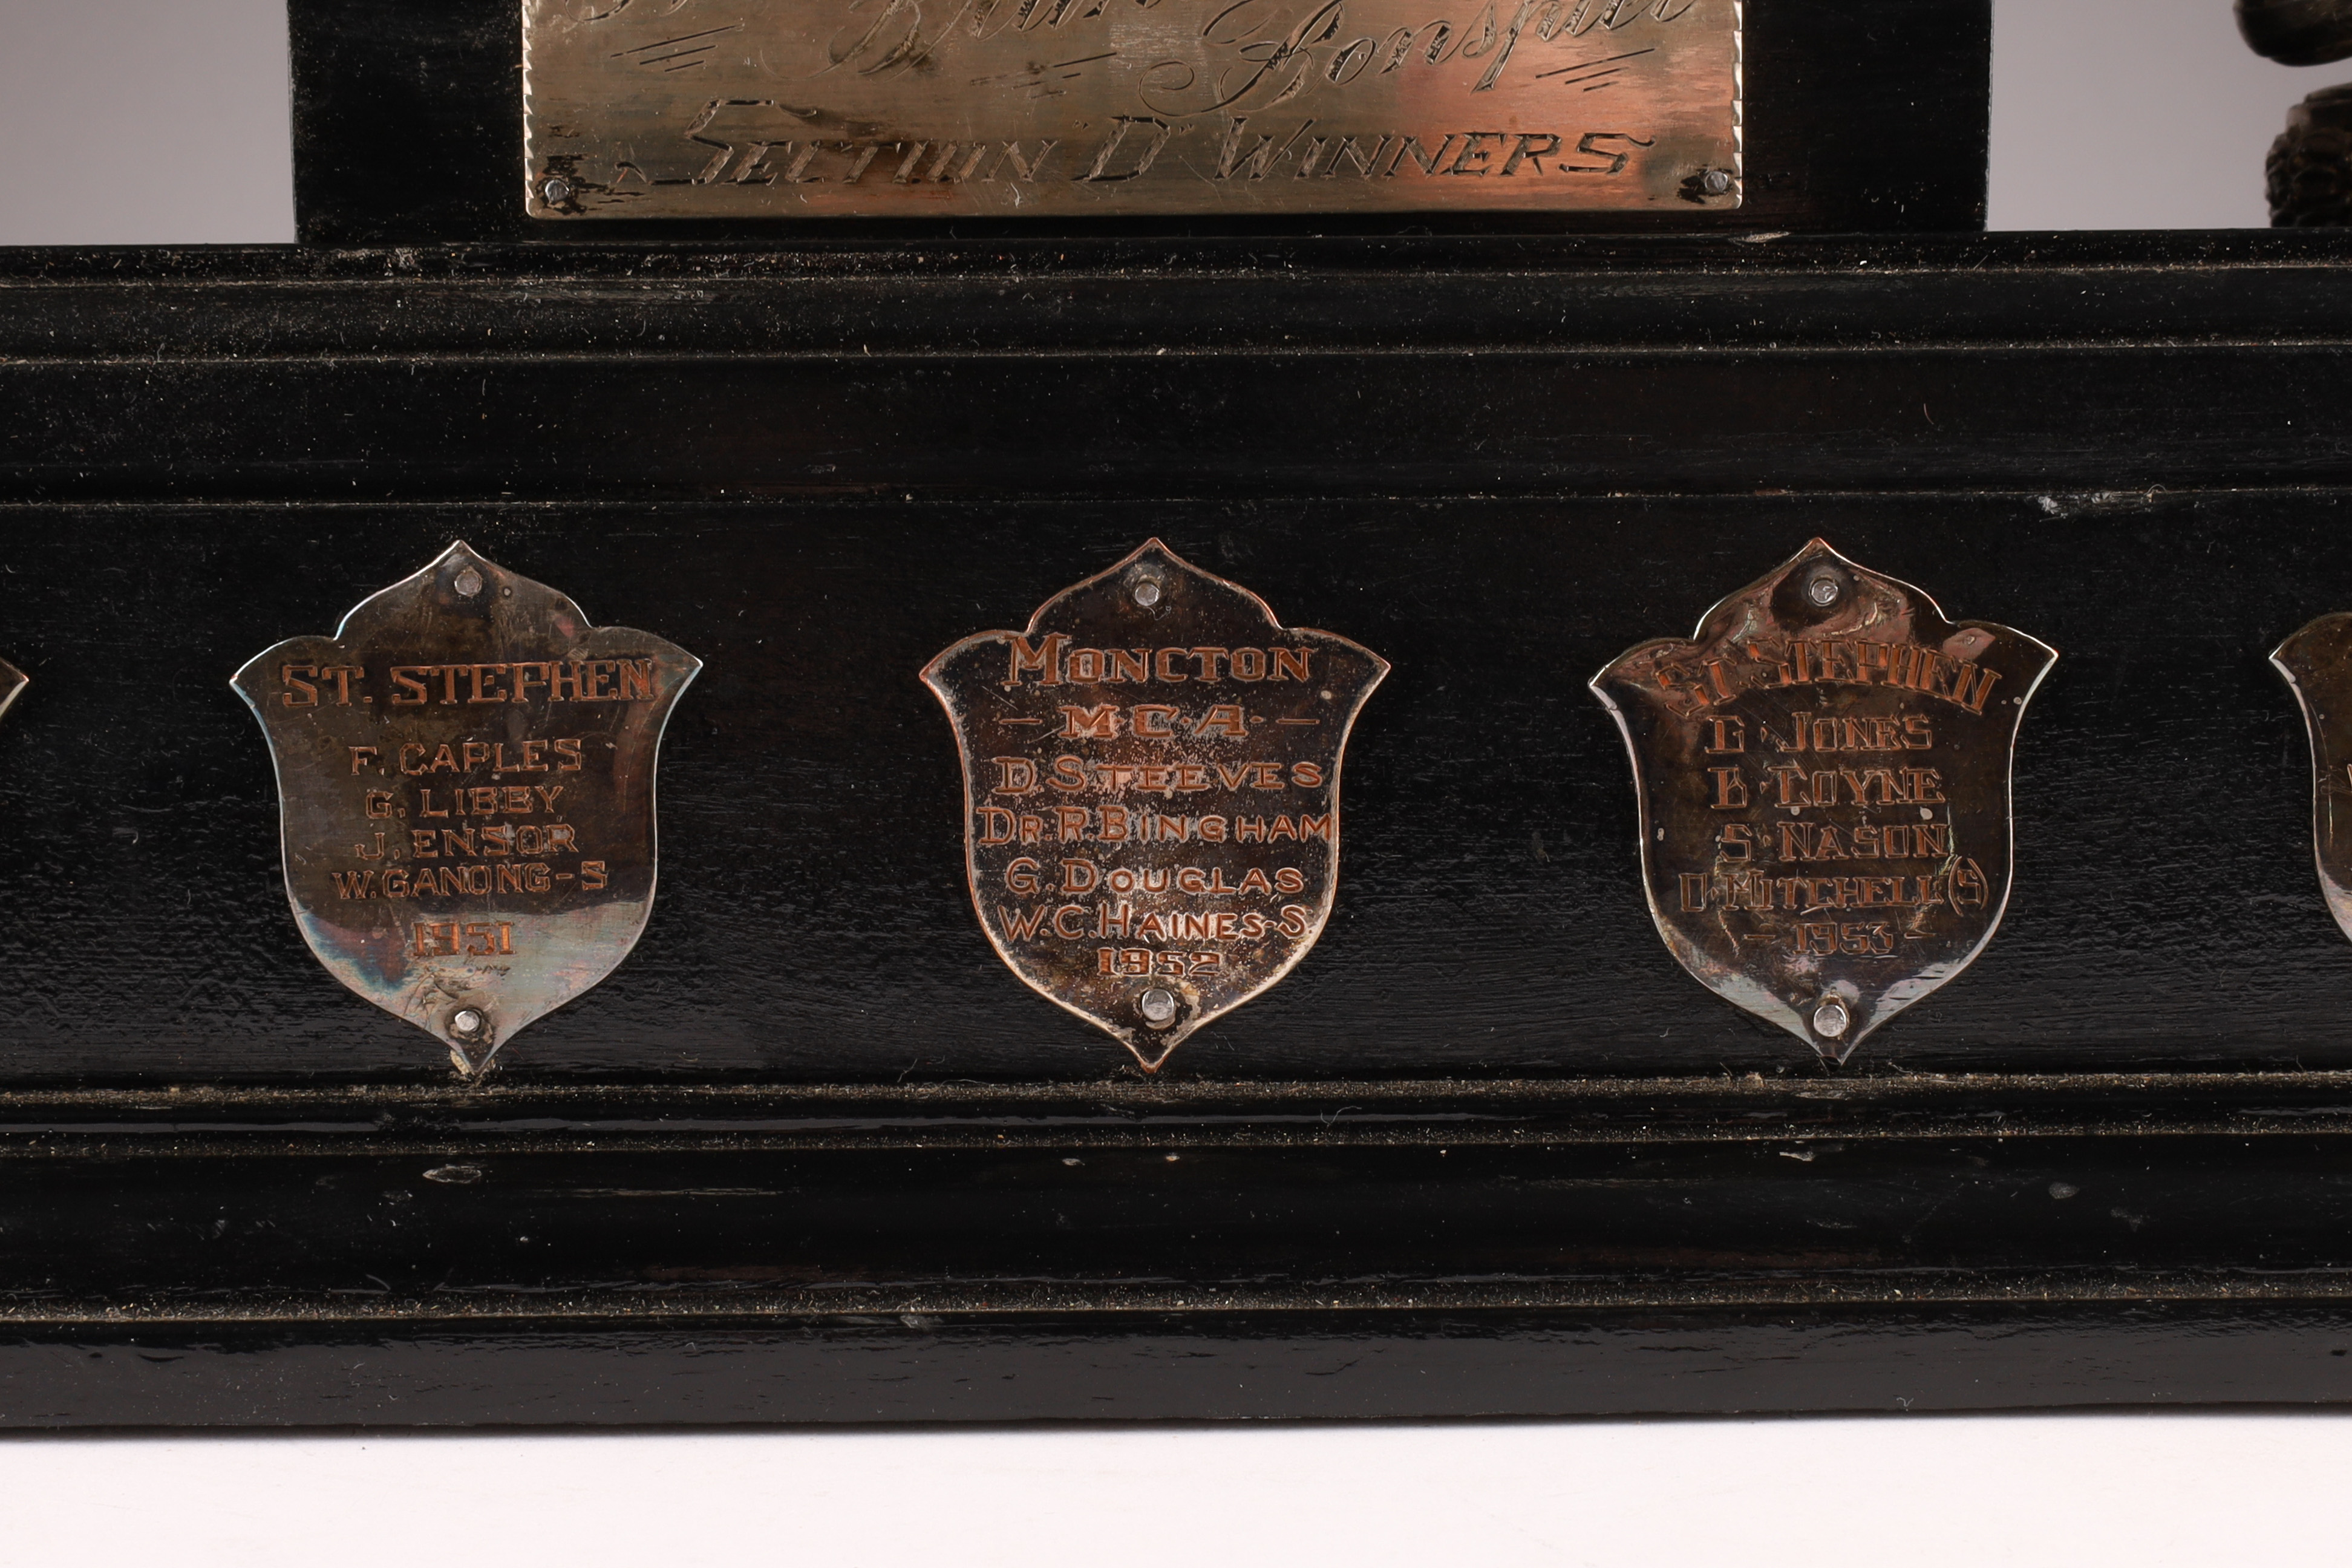 Bonspiel
SECTION "D" WINNERS
ST. STEPHEN
F. CAPLES
G. LIBBY
J. ENSOR
W. GANONG-S
1951
MONCTON
- M·C·A· -
D. STEEVES
DR. R. BINGHAM
G. DOUGLAS
W. C. HAINES-S
1952
ST. STEPHEN
JONES
B. COYNE
S. NASON
MITCHELL (S)
- 1953 -